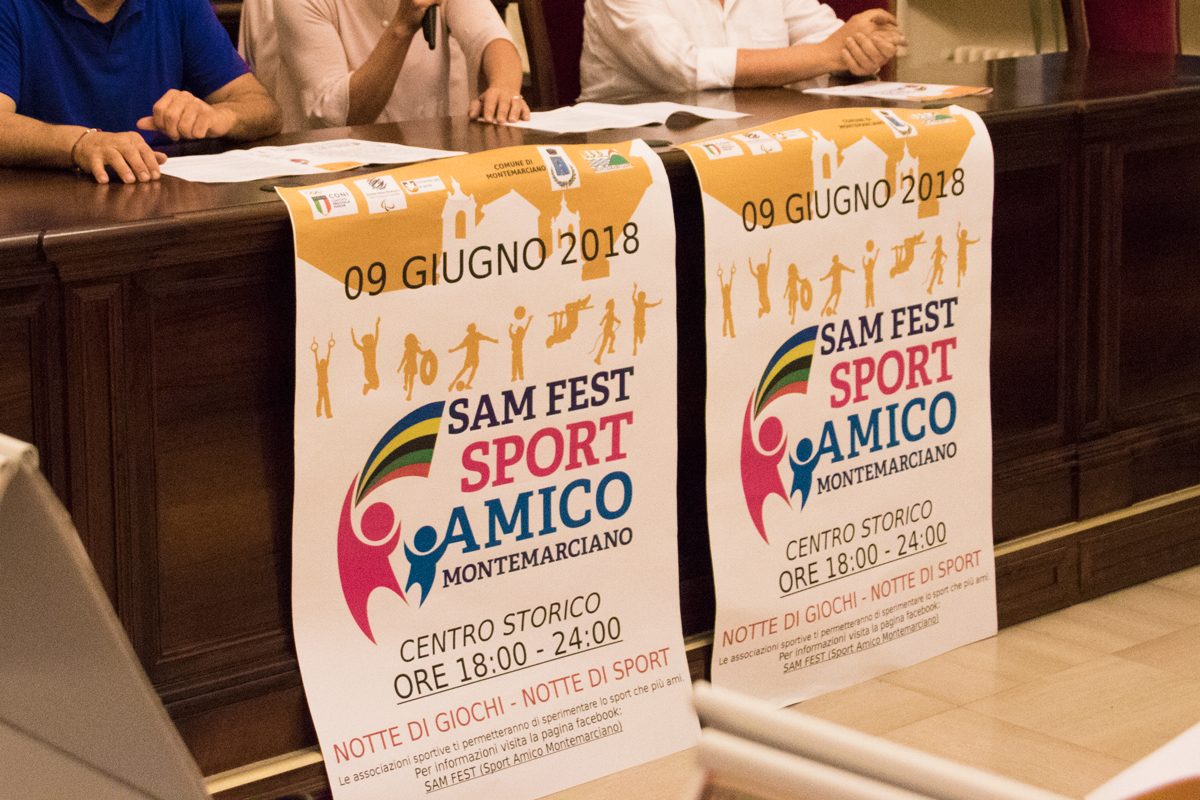 COMUNE DI
MONTEMARCIANO
CONI
09 GIUGNO 2018
SAM FEST
SPORT
AMICO
MONTEMARCIANO
CENTRO STORICO
ORE 18:00 - 24:00
NOTTE DI GIOCHI - NOTTE DI SPORT
Le associazioni sportive ti permetteranno di sperimentare lo sport che più ami.
Per informazioni visita la pagina facebook:
SAM FEST (Sport Amico Montemarciano)
COMUNE DI
MONTEMARCIANO
09 GIUGNO 2018
SAM FEST
SPORT
AMICO
MONTEMARCIANO
CENTRO STORICO
ORE 18:00 - 24:00
NOTTE DI GIOCHI - NOTTE DI SPORT
Le associazioni sportive ti permetteranno di sperimentare lo sport che più ami.
Per informazioni visita la pagina facebook:
SAM FEST (Sport Amico Montemarciano)